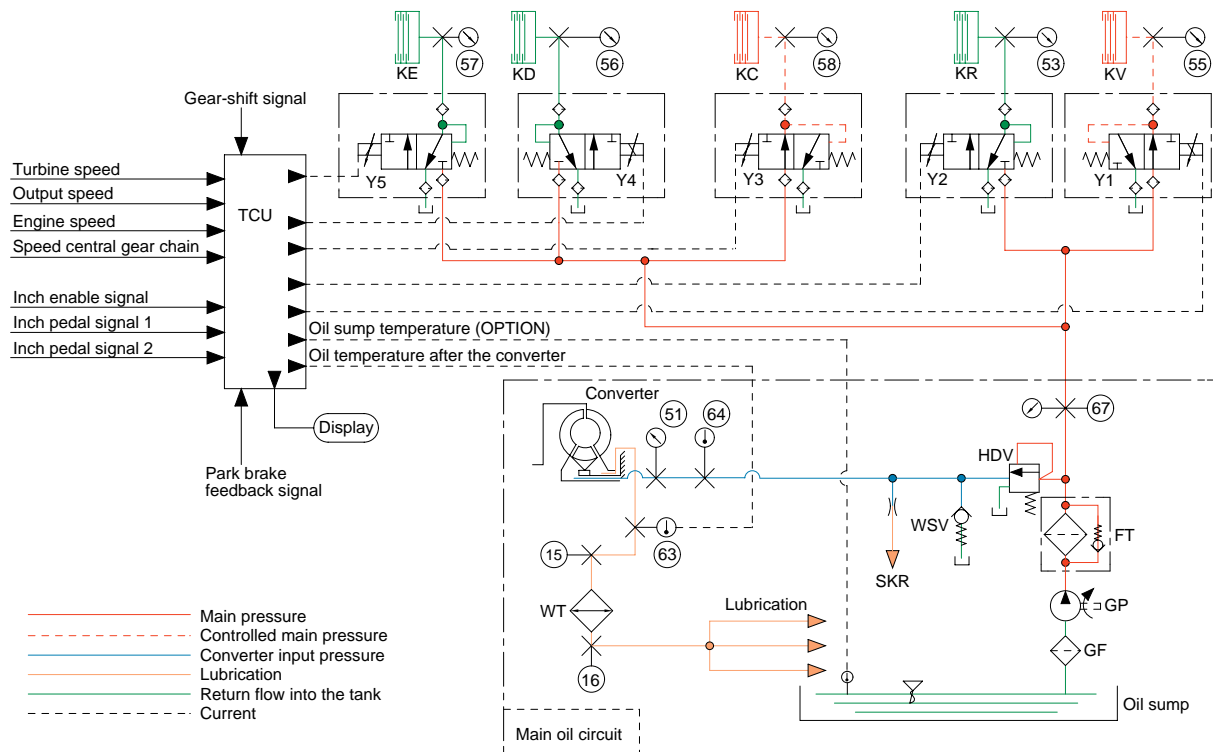 KE
57
KD
56
KC
58
KR
53
KV
55
Gear-shift signal
Y5
Y4
Y3
Y2
Y1
Turbine speed
Output speed
TCU
Engine speed
Speed central gear chain
Inch enable signal
Inch pedal signal 1
Inch pedal signal 2
Oil sump temperature (OPTION)
Oil temperature after the converter
Display
Park brake
feedback signal
Converter
51
64
67
HDV
WSV
FT
SKR
63
15
WT
16
Lubrication
GP
GF
Oil sump
Main oil circuit
Main pressure
Controlled main pressure
Converter input pressure
Lubrication
Return flow into the tank
Current